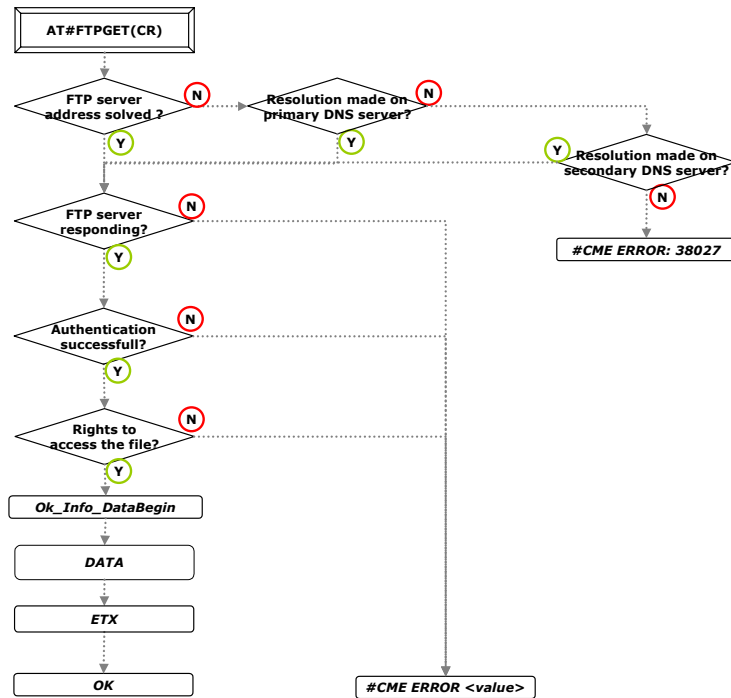 AT#FTPGET(CR)
FTP server
address solved ?
N
Resolution made on
primary DNS server?
N
Y
Y
Y
Resolution made on
secondary DNS server?
N
FTP server
responding?
N
Y
#CME ERROR: 38027
Authentication
successfull?
N
Y
Rights to
access the file?
N
Y
Ok_Info_DataBegin
DATA
ETX
OK
#CME ERROR <value>